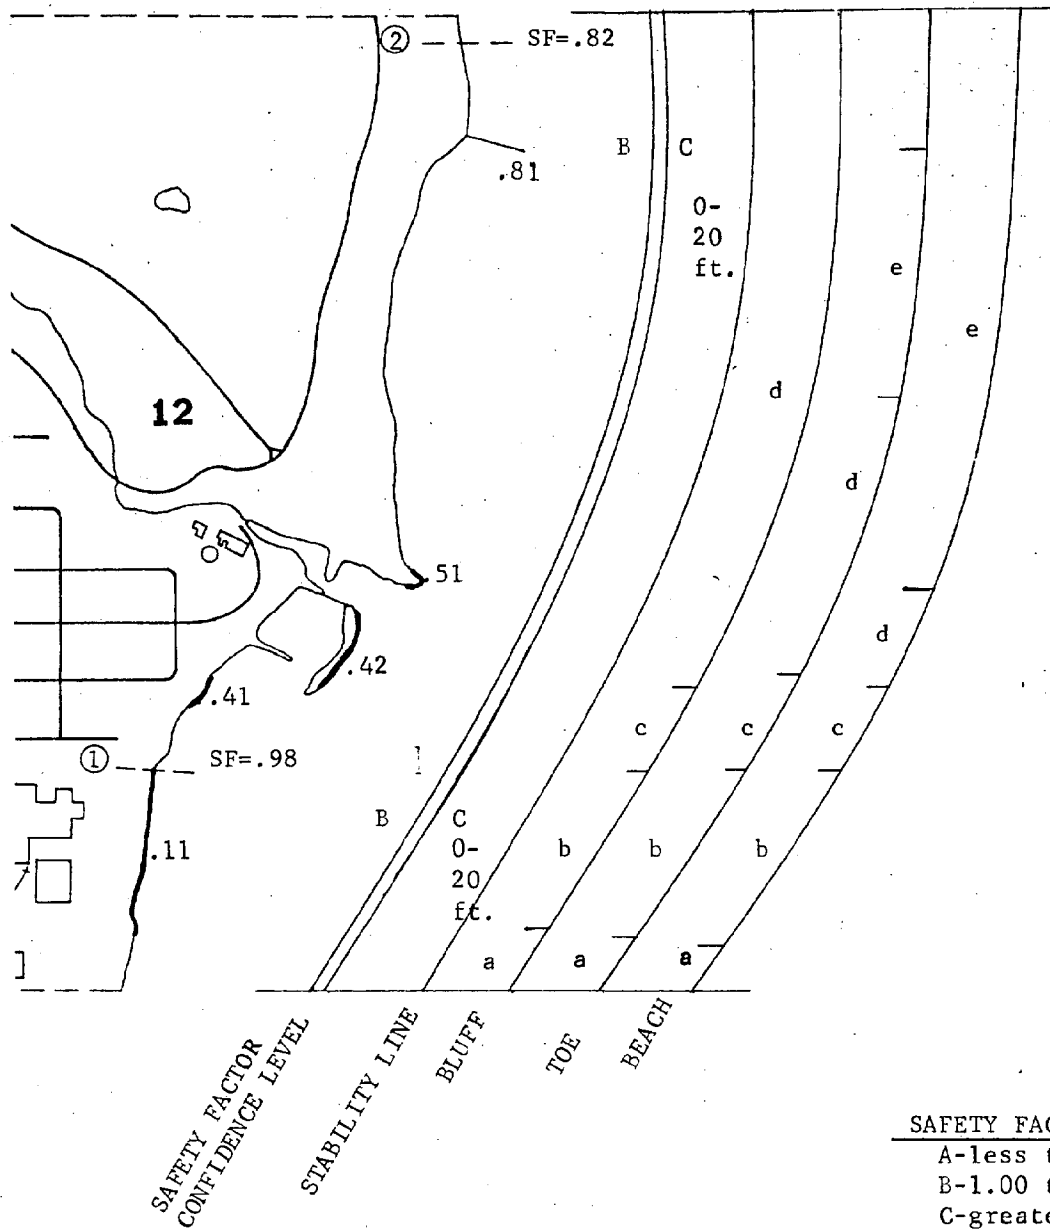 ② SF=.82
.81
B C
0-
20
ft.
e
e
d
12
d
.51
d
.42
.41
c c c
① SF=.98
B C
0-
20
ft.
b b b
.11
a a a
SAFETY FACTOR
CONFIDENCE LEVEL
STABILITY LINE
BLUFF
TOE
BEACH
SAFETY FAC
A-less t
B-1.00 t
C-greate